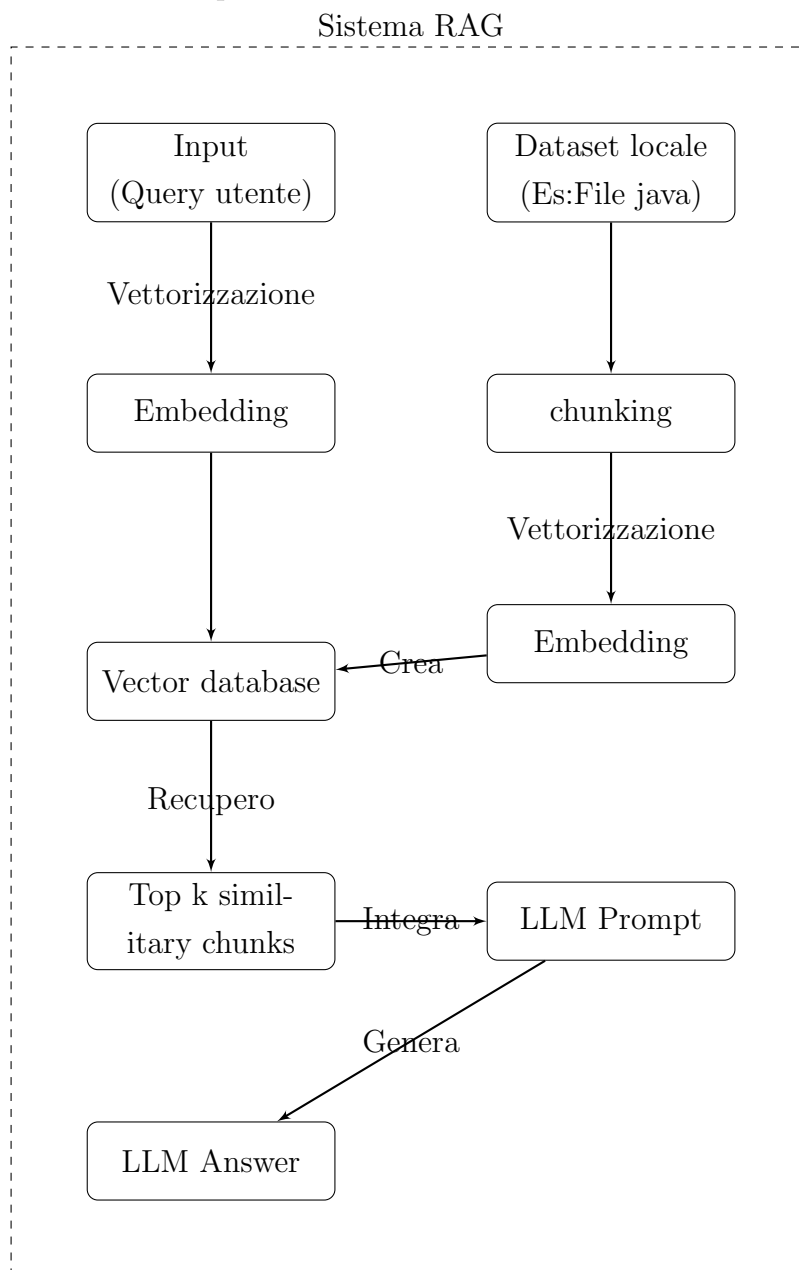 Sistema RAG
Input
(Query utente)
Dataset locale
(Es:File java)
Vettorizzazione
Embedding
chunking
Vettorizzazione
Embedding
Crea
Vector database
Recupero
Top k simil-
itary chunks
Integra
LLM Prompt
Genera
LLM Answer